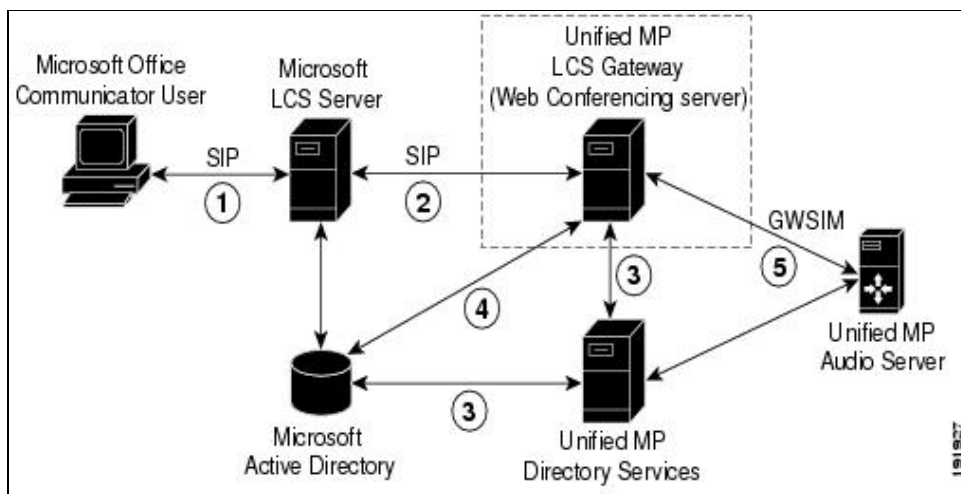 Microsoft Office
Communicator User
Microsoft
LCS Server
Unified MP
LCS Gateway
(Web Conferencing server)
SIP
1
SIP
2
GWSIM
5
3
4
Unified MP
Audio Server
3
Microsoft
Active Directory
Unified MP
Directory Services
191927